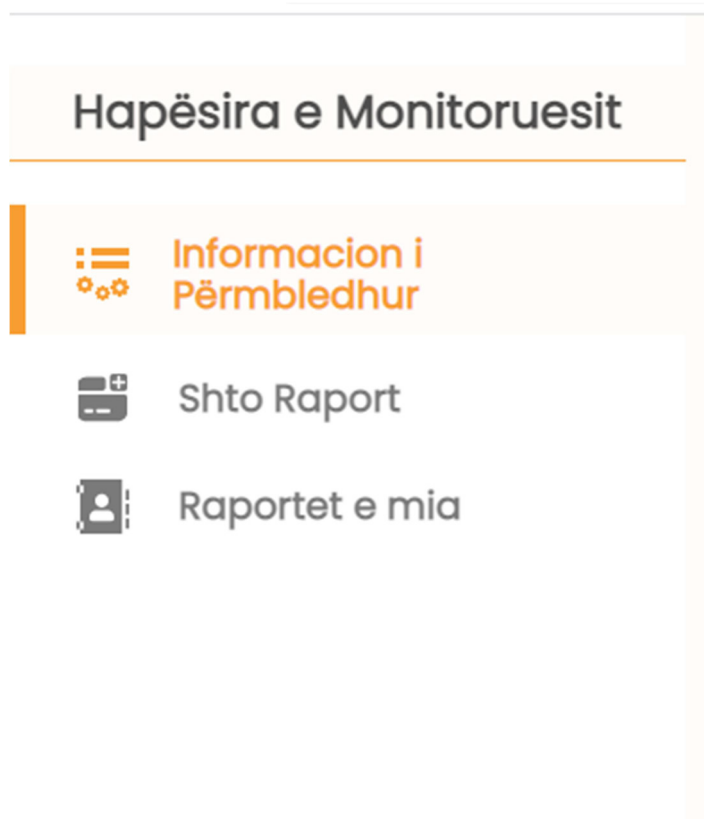 Hapësira e Monitoruesit
Informacion i
Përmbledhur
Shto Raport
Raportet e mia